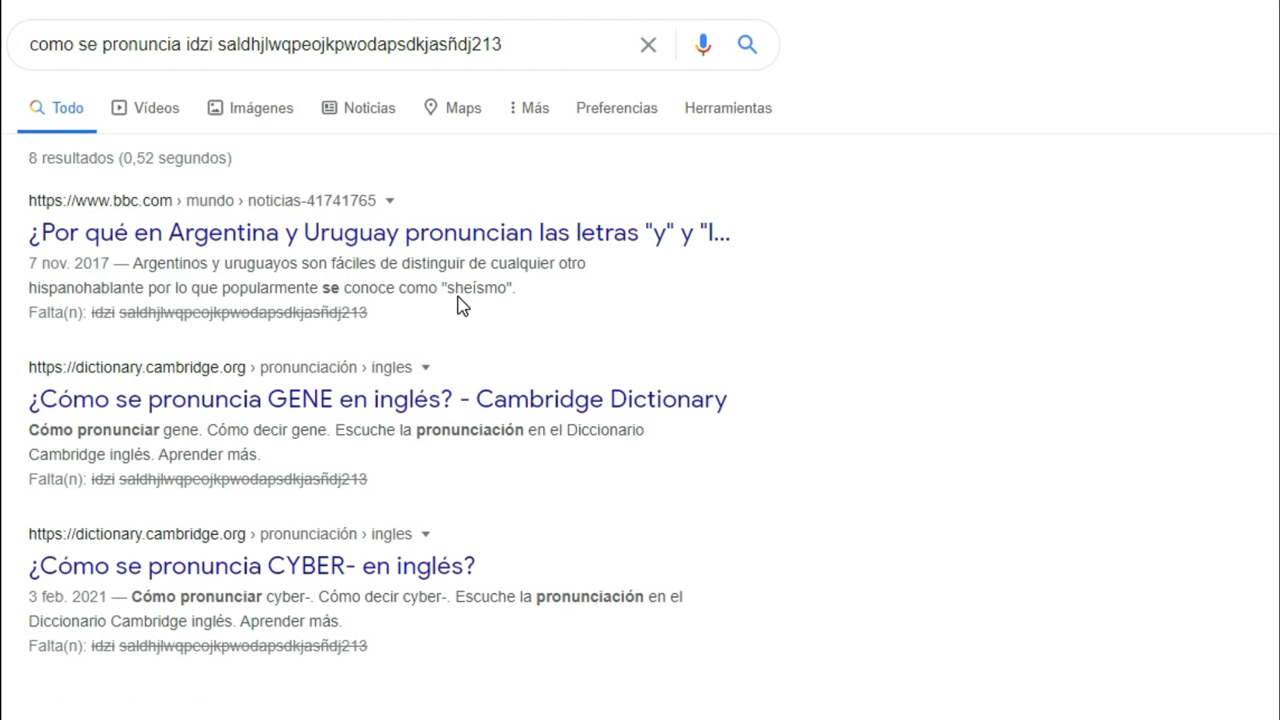 como se pronuncia idzi saldhjlwqpeojkpwodapsdkjasñdj213
Todo Vídeos Imágenes Noticias Maps Más Preferencias Herramientas
8 resultados (0,52 segundos)
https://www.bbc.com › mundo › noticias-41741765
¿Por qué en Argentina y Uruguay pronuncian las letras "y" y "l...
7 nov. 2017 — Argentinos y uruguayos son fáciles de distinguir de cualquier otro
hispanohablante por lo que popularmente se conoce como "sheísmo".
Falta(n): idzi saldhjlwqpeojkpwodapsdkjasñdj213
https://dictionary.cambridge.org › pronunciación › ingles
¿Cómo se pronuncia GENE en inglés? - Cambridge Dictionary
Cómo pronunciar gene. Cómo decir gene. Escuche la pronunciación en el Diccionario
Cambridge inglés. Aprender más.
Falta(n): idzi saldhjlwqpeojkpwodapsdkjasñdj213
https://dictionary.cambridge.org › pronunciación › ingles
¿Cómo se pronuncia CYBER- en inglés?
3 feb. 2021 — Cómo pronunciar cyber-. Cómo decir cyber-. Escuche la pronunciación en el
Diccionario Cambridge inglés. Aprender más.
Falta(n): idzi saldhjlwqpeojkpwodapsdkjasñdj213